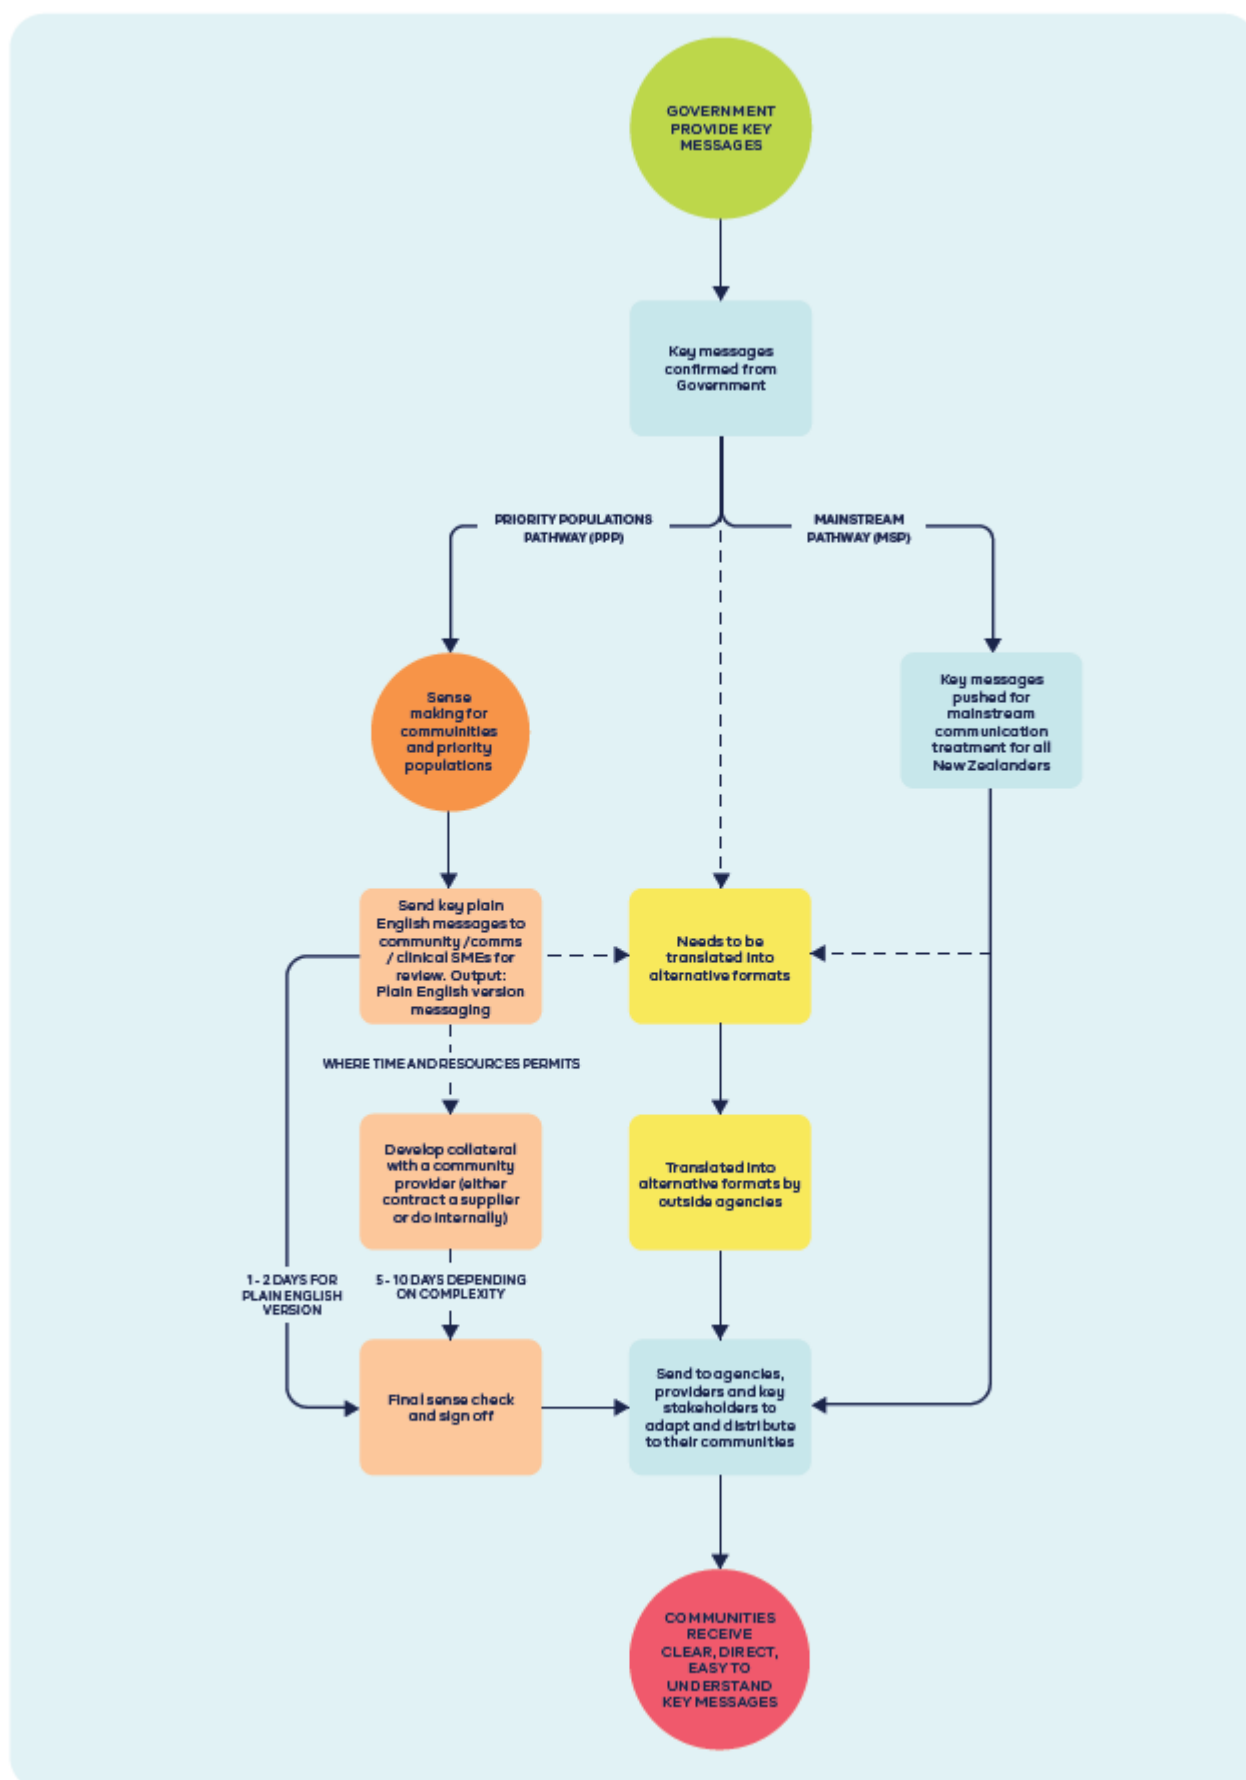 GOVERNMENT
PROVIDE KEY
MESSAGES
Key messages
confirmed from
Government
PRIORITY POPULATIONS
PATHWAY (PPP)
MAINSTREAM
PATHWAY (MSP)
Sense
making for
commuinities
and priority
populations
Key messages
pushed for
mainstream
communication
treatment for all
New Zealanders
Send key plain
English messages to
community /comms
/ clinical SMEs for
review. Output:
Plain English version
messaging
Needs to be
translated into
alternative formats
WHERE TIME AND RESOURCES PERMITS
Develop collateral
with a community
provider (either
contract a supplier
or do internally)
Translated into
alternative formats by
outside agencies
1 - 2 DAYS FOR
PLAIN ENGLISH
VERSION
5 - 10 DAYS DEPENDING
ON COMPLEXITY
Final sense check
and sign off
Send to agencies,
providers and key
stakeholders to
adapt and distribute
to their communities
COMMUNITIES
RECEIVE
CLEAR, DIRECT,
EASY TO
UNDERSTAND
KEY MESSAGES